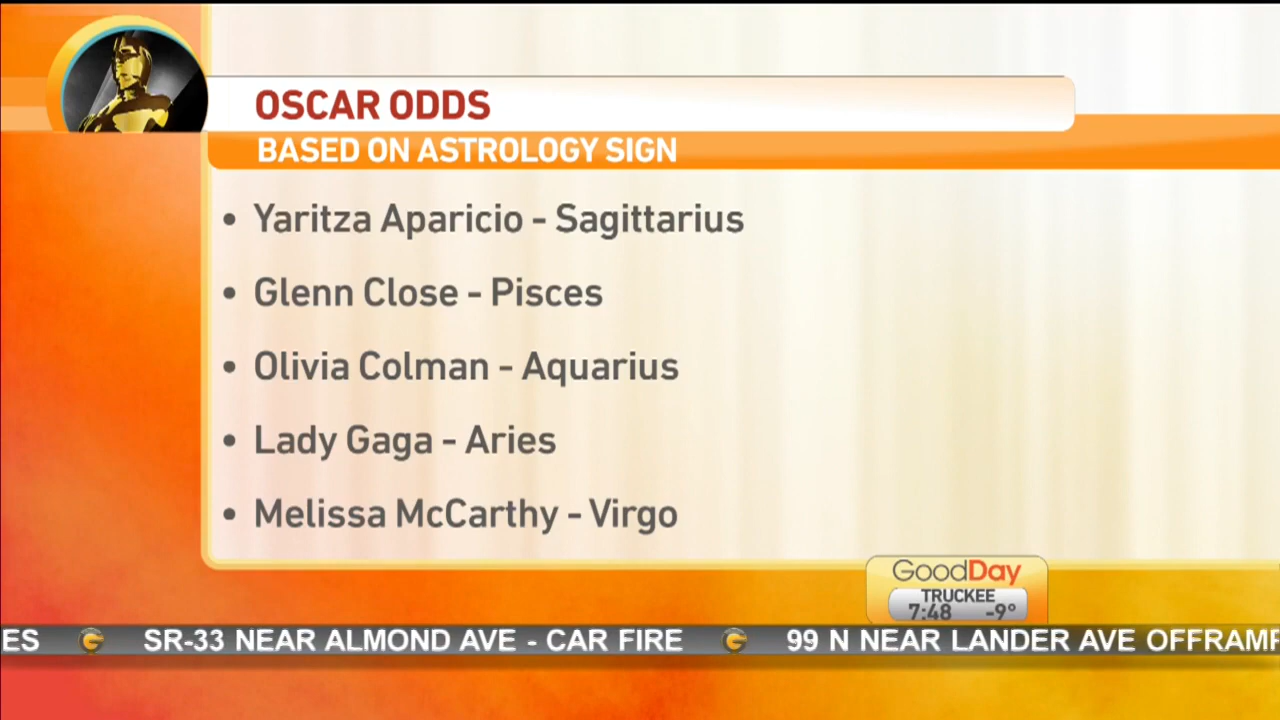 OSCAR ODDS
BASED ON ASTROLOGY SIGN
• Yaritza Aparicio - Sagittarius
• Glenn Close - Pisces
• Olivia Colman - Aquarius
• Lady Gaga - Aries
• Melissa McCarthy - Virgo
GoodDay
TRUCKEE
7:48 -9°
ES SR-33 NEAR ALMOND AVE - CAR FIRE 99 N NEAR LANDER AVE OFFRAMP